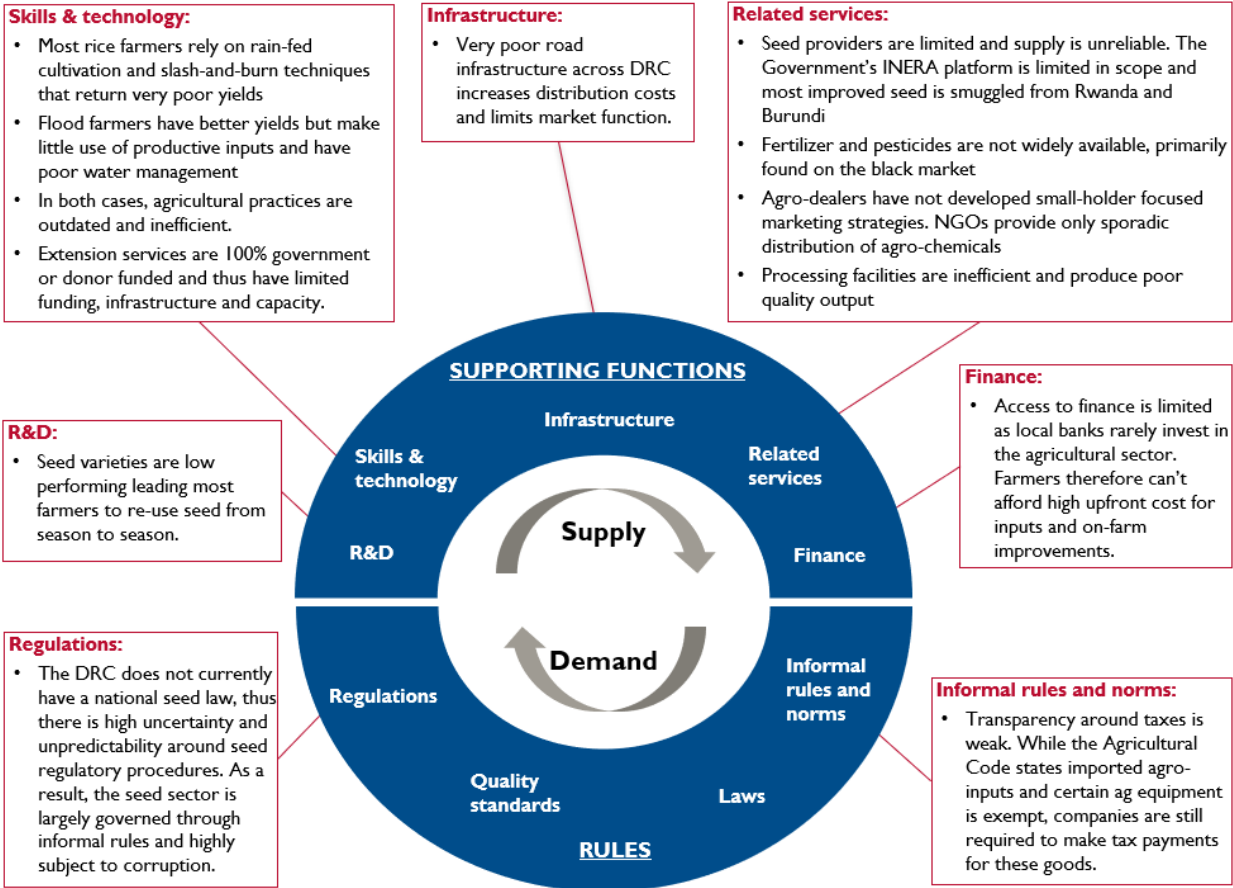 Skills & technology:
• Most rice farmers rely on rain-fed
cultivation and slash-and-burn techniques
that return very poor yields
• Flood farmers have better yields but make
little use of productive inputs and have
poor water management
• In both cases, agricultural practices are
outdated and inefficient.
• Extension services are 100% government
or donor funded and thus have limited
funding, infrastructure and capacity.
Infrastructure:
• Very poor road
infrastructure across DRC
increases distribution costs
and limits market function.
Related services:
• Seed providers are limited and supply is unreliable. The
Government's INERA platform is limited in scope and
most improved seed is smuggled from Rwanda and
Burundi
• Fertilizer and pesticides are not widely available, primarily
found on the black market
• Agro-dealers have not developed small-holder focused
marketing strategies. NGOs provide only sporadic
distribution of agro-chemicals
• Processing facilities are inefficient and produce poor
quality output
R&D:
• Seed varieties are low
performing leading most
farmers to re-use seed from
season to season.
Finance:
• Access to finance is limited
as local banks rarely invest in
the agricultural sector.
Farmers therefore can't
afford high upfront cost for
inputs and on-farm
improvements.
SUPPORTING FUNCTIONS
Infrastructure
Skills &
technology
Related
services
R&D
Finance
Supply
Demand
Regulations
Informal
rules and
norms
Quality
standards
Laws
RULES
Regulations:
• The DRC does not currently
have a national seed law, thus
there is high uncertainty and
unpredictability around seed
regulatory procedures. As a
result, the seed sector is
largely governed through
informal rules and highly
subject to corruption.
Informal rules and norms:
• Transparency around taxes is
weak. While the Agricultural
Code states imported agro-
inputs and certain ag equipment
is exempt, companies are still
required to make tax payments
for these goods.